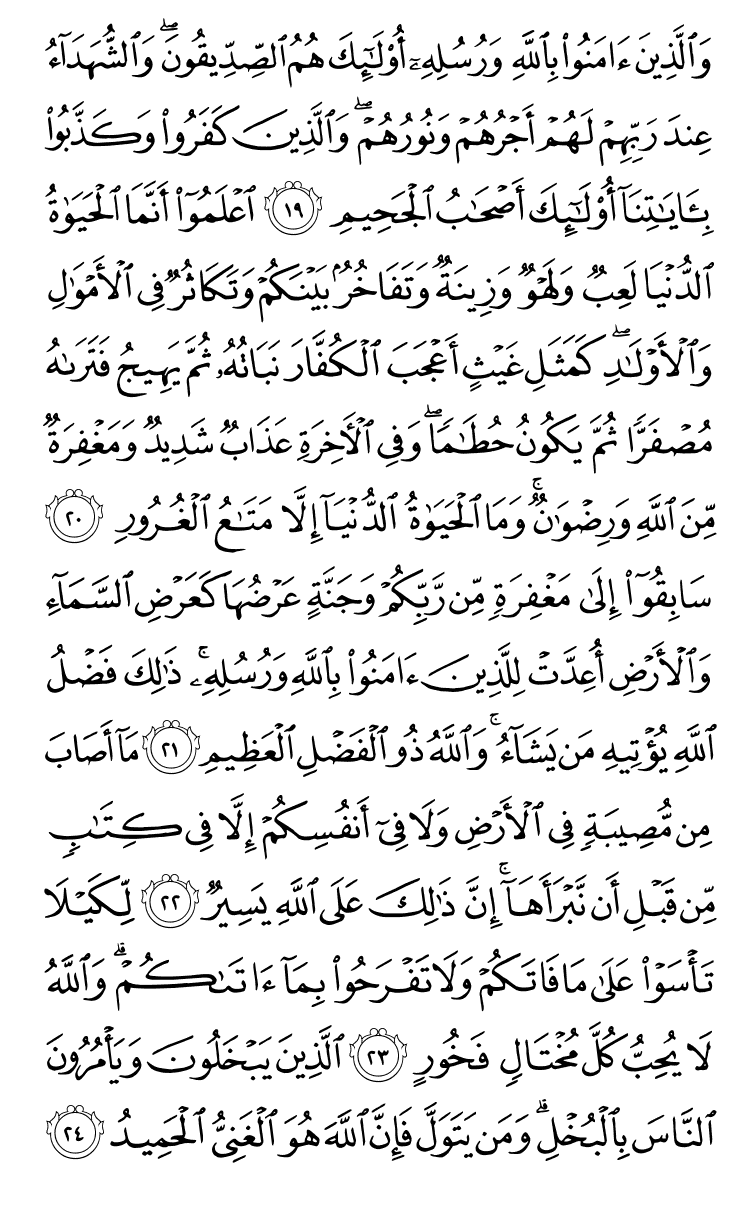 وَٱلَّذِينَ ءَامَنُوا۟ بِٱللَّهِ وَرُسُلِهِۦٓ أُو۟لَـٰٓئِكَ هُمُ ٱلصِّدِّيقُونَ ۖ وَٱلشُّهَدَآءُ
عِندَ رَبِّهِمْ لَهُمْ أَجْرُهُمْ وَنُورُهُمْ ۖ وَٱلَّذِينَ كَفَرُوا۟ وَكَذَّبُوا۟
بِـَٔايَـٰتِنَآ أُو۟لَـٰٓئِكَ أَصْحَـٰبُ ٱلْجَحِيمِ ١٩ ٱعْلَمُوٓا۟ أَنَّمَا ٱلْحَيَوٰةُ
ٱلدُّنْيَا لَعِبٌ وَلَهْوٌ وَزِينَةٌ وَتَفَاخُرٌۢ بَيْنَكُمْ وَتَكَاثُرٌ فِى ٱلْأَمْوَٰلِ
وَٱلْأَوْلَـٰدِ ۖ كَمَثَلِ غَيْثٍ أَعْجَبَ ٱلْكُفَّارَ نَبَاتُهُۥ ثُمَّ يَهِيجُ فَتَرَىٰهُ
مُصْفَرًّا ثُمَّ يَكُونُ حُطَـٰمًا ۖ وَفِى ٱلْـَٔاخِرَةِ عَذَابٌ شَدِيدٌ وَمَغْفِرَةٌ
مِّنَ ٱللَّهِ وَرِضْوَٰنٌ ۚ وَمَا ٱلْحَيَوٰةُ ٱلدُّنْيَآ إِلَّا مَتَـٰعُ ٱلْغُرُورِ ٢٠
سَابِقُوٓا۟ إِلَىٰ مَغْفِرَةٍ مِّن رَّبِّكُمْ وَجَنَّةٍ عَرْضُهَا كَعَرْضِ ٱلسَّمَآءِ
وَٱلْأَرْضِ أُعِدَّتْ لِلَّذِينَ ءَامَنُوا۟ بِٱللَّهِ وَرُسُلِهِۦ ۚ ذَٰلِكَ فَضْلُ
ٱللَّهِ يُؤْتِيهِ مَن يَشَآءُ ۚ وَٱللَّهُ ذُو ٱلْفَضْلِ ٱلْعَظِيمِ ٢١ مَآ أَصَابَ
مِن مُّصِيبَةٍ فِى ٱلْأَرْضِ وَلَا فِىٓ أَنفُسِكُمْ إِلَّا فِى كِتَـٰبٍ
مِّن قَبْلِ أَن نَّبْرَأَهَآ ۚ إِنَّ ذَٰلِكَ عَلَى ٱللَّهِ يَسِيرٌ ٢٢ لِّكَيْلَا
تَأْسَوْا۟ عَلَىٰ مَا فَاتَكُمْ وَلَا تَفْرَحُوا۟ بِمَآ ءَاتَىٰكُمْ ۗ وَٱللَّهُ
لَا يُحِبُّ كُلَّ مُخْتَالٍ فَخُورٍ ٢٣ ٱلَّذِينَ يَبْخَلُونَ وَيَأْمُرُونَ
ٱلنَّاسَ بِٱلْبُخْلِ ۗ وَمَن يَتَوَلَّ فَإِنَّ ٱللَّهَ هُوَ ٱلْغَنِىُّ ٱلْحَمِيدُ ٢٤